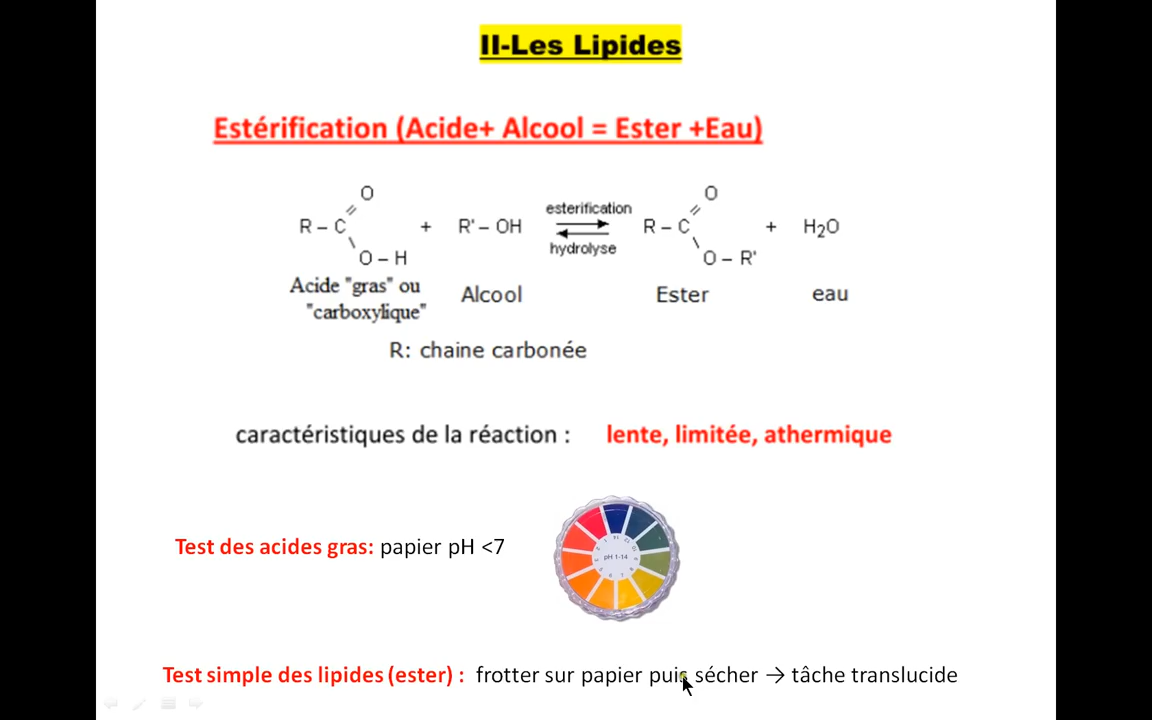 II-Les Lipides
Estérification (Acide+ Alcool = Ester +Eau)
O
O
R – C
+
R' – OH
esterification
hydrolyse
R – C
+
H₂O
O – H
O – R'
Acide "gras" ou
"carboxylique"
Alcool
Ester
eau
R: chaine carbonée
caractéristiques de la réaction : lente, limitée, athermique
Test des acides gras: papier pH <7
pH 1-14
Test simple des lipides (ester) : frotter sur papier puis sécher → tâche translucide